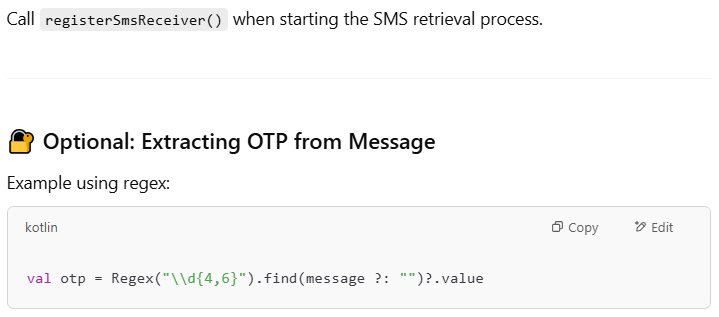 Call registerSmsReceiver() when starting the SMS retrieval process.
Optional: Extracting OTP from Message
Example using regex:
kotlin
Copy
Edit
val otp = Regex("\\d{4,6}").find(message ?: "")?.value